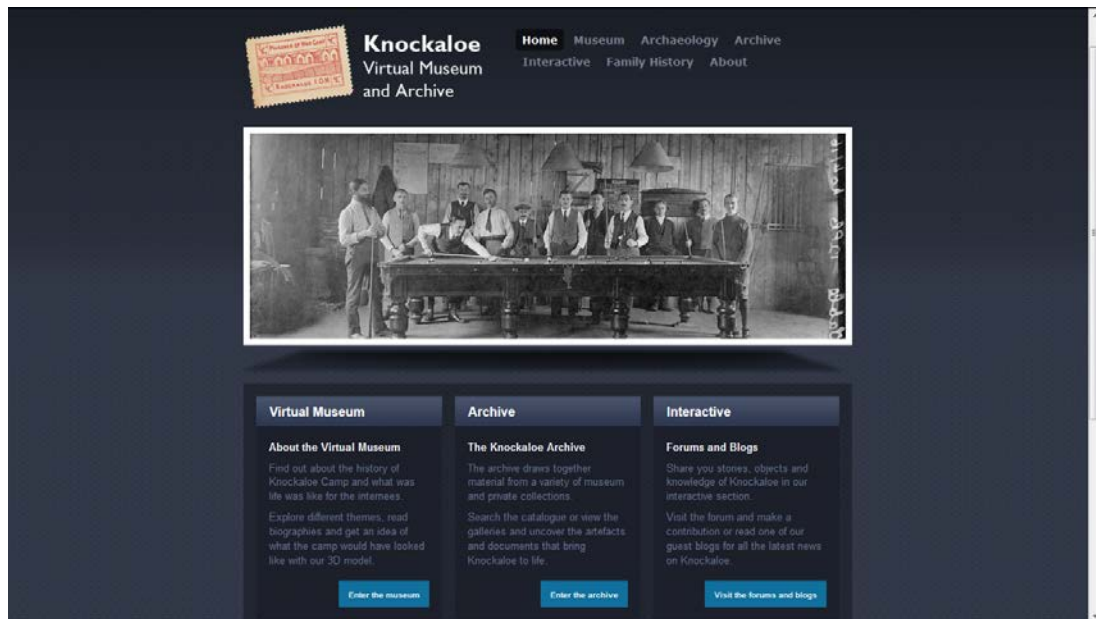 PRISONER OF WAR CAMP
KNOCKALOE I.O.M.
Knockaloe
Virtual Museum
and Archive
Home Museum Archaeology Archive
Interactive Family History About
Virtual Museum
About the Virtual Museum
Find out about the history of
Knockaloe Camp and what was
life was like for the internees.
Explore different themes, read
biographies and get an idea of
what the camp would have looked
like with our 3D model.
Enter the museum
Archive
The Knockaloe Archive
The archive draws together
material from a variety of museum
and private collections.
Search the catalogue or view the
galleries and uncover the artefacts
and documents that bring
Knockaloe to life.
Enter the archive
Interactive
Forums and Blogs
Share you stories, objects and
knowledge of Knockaloe in our
interactive section.
Visit the forum and make a
contribution or read one of our
guest blogs for all the latest news
on Knockaloe.
Visit the forums and blogs